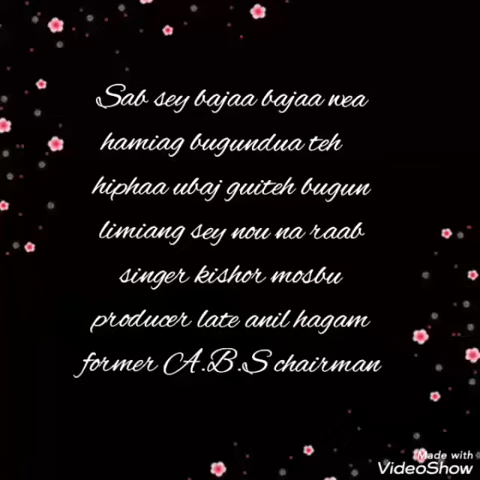 Sab sey bajaa bajaa wea
hamiag bugundua teh
hiphaa ubaj guiteh bugun
limiang sey nou na raab
singer kishor mosbu
producer late anil hagam
former A.B.S chairman
Made with
VideoShow